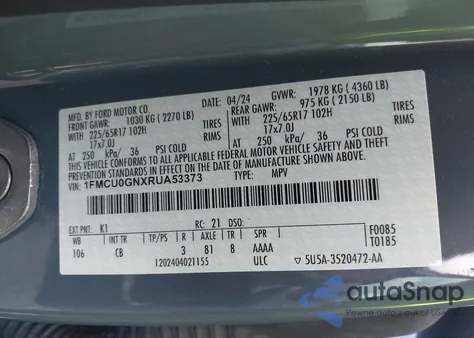 MFD. BY FORD MOTOR CO.
04/24 GVWR: 1978 KG (4360 LB)
FRONT GAWR: 1030 KG (2270 LB) REAR GAWR: 975 KG (2150 LB)
WITH 225/65R17 102H TIRES WITH 225/65R17 102H TIRES
17x7.0J RIMS 17x7.0J RIMS
AT 250 kPa/ 36 PSI COLD AT 250 kPa/ 36 PSI COLD
THIS VEHICLE CONFORMS TO ALL APPLICABLE FEDERAL MOTOR VEHICLE SAFETY AND
THEFT PREVENTION STANDARDS IN EFFECT ON THE DATE OF MANUFACTURE SHOWN ABOVE.
VIN: 1FMCU0GNXRUA53373 TYPE: MPV
EXT PNT: K1 RC: 21 DSO: F0085
WB INT TR TP/PS R AXLE TR SPR T0185
106 CB 3 81 8 AAAA
1202404021155 ULC 5U5A-3520472-AA
autoSnap
www.autosnap.com